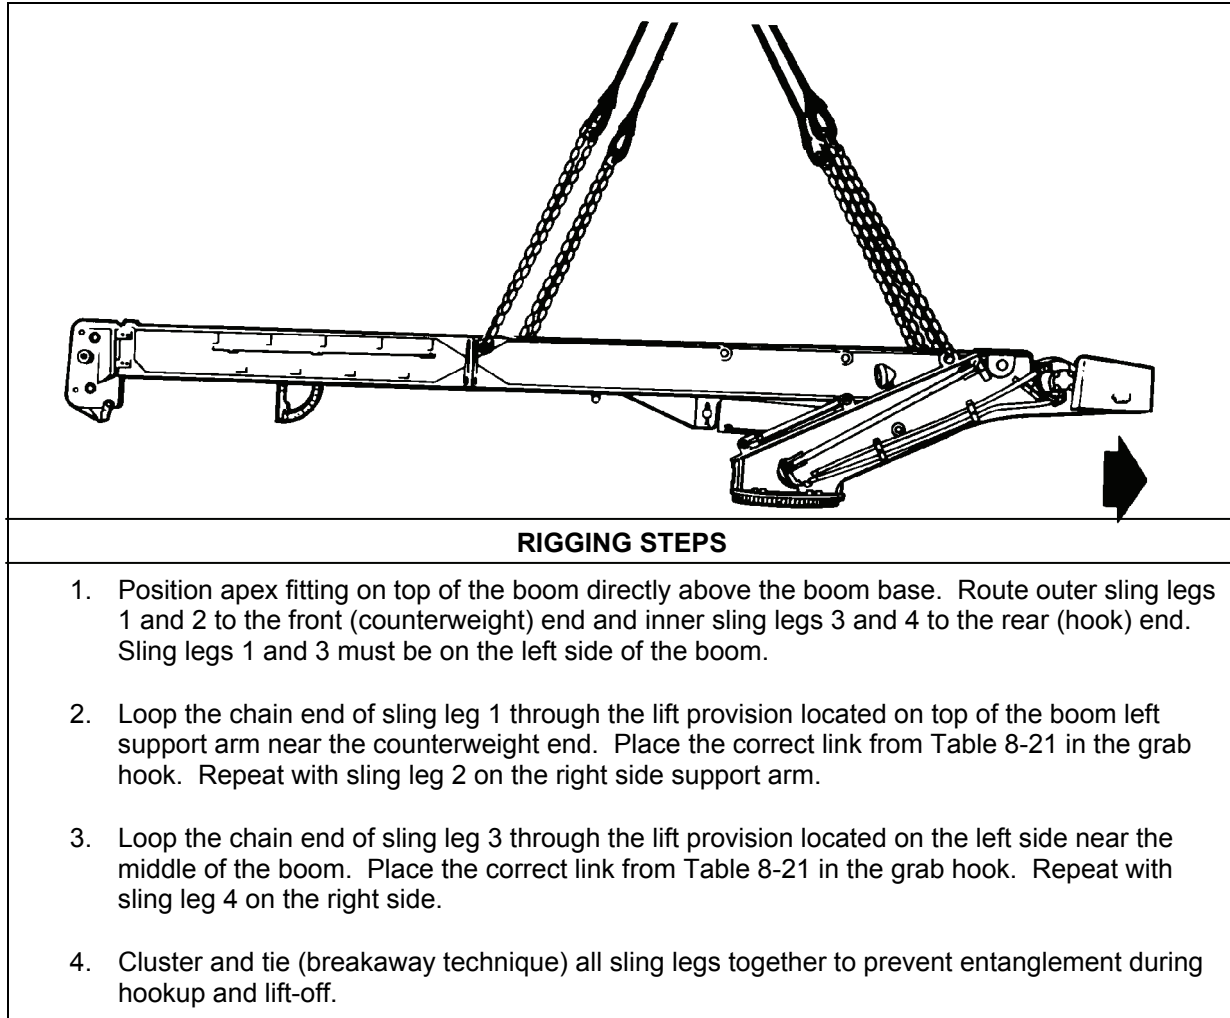 RIGGING STEPS
1. Position apex fitting on top of the boom directly above the boom base. Route outer sling legs
1 and 2 to the front (counterweight) end and inner sling legs 3 and 4 to the rear (hook) end.
Sling legs 1 and 3 must be on the left side of the boom.
2. Loop the chain end of sling leg 1 through the lift provision located on top of the boom left
support arm near the counterweight end. Place the correct link from Table 8-21 in the grab
hook. Repeat with sling leg 2 on the right side support arm.
3. Loop the chain end of sling leg 3 through the lift provision located on the left side near the
middle of the boom. Place the correct link from Table 8-21 in the grab hook. Repeat with
sling leg 4 on the right side.
4. Cluster and tie (breakaway technique) all sling legs together to prevent entanglement during
hookup and lift-off.